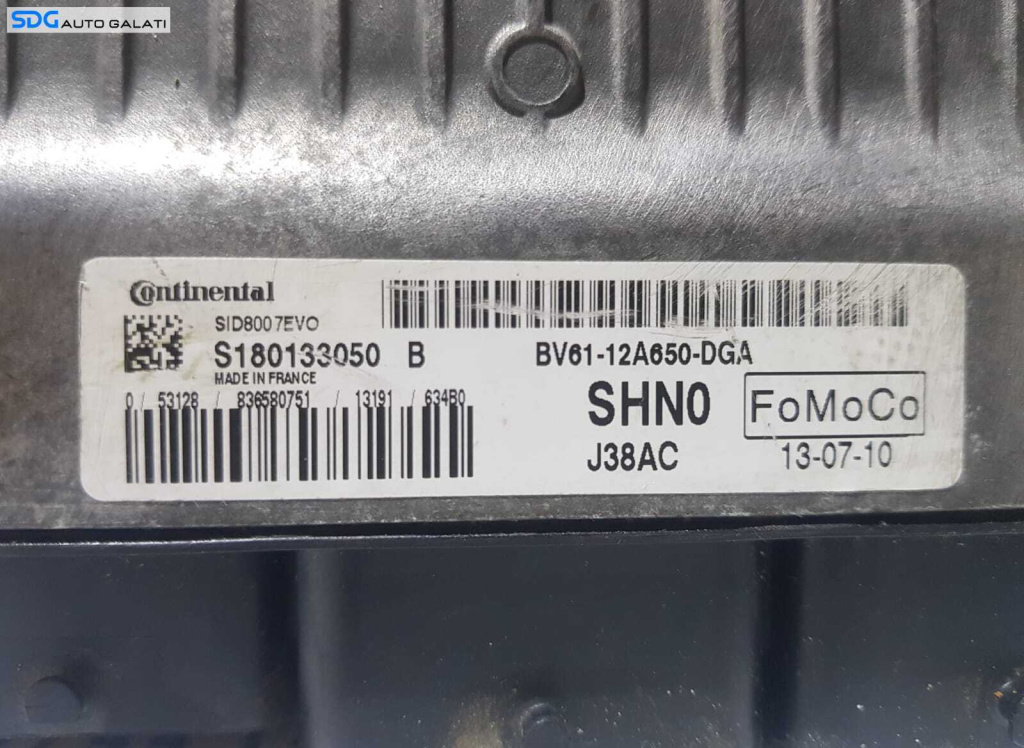 SDG AUTO GALATI
Continental
SID8007EVO
S180133050 B
BV61-12A650-DGA
MADE IN FRANCE
0 / 53128 / 836580751 / 13191 / 634B0
SHN0
FoMoCo
J38AC
13-07-10